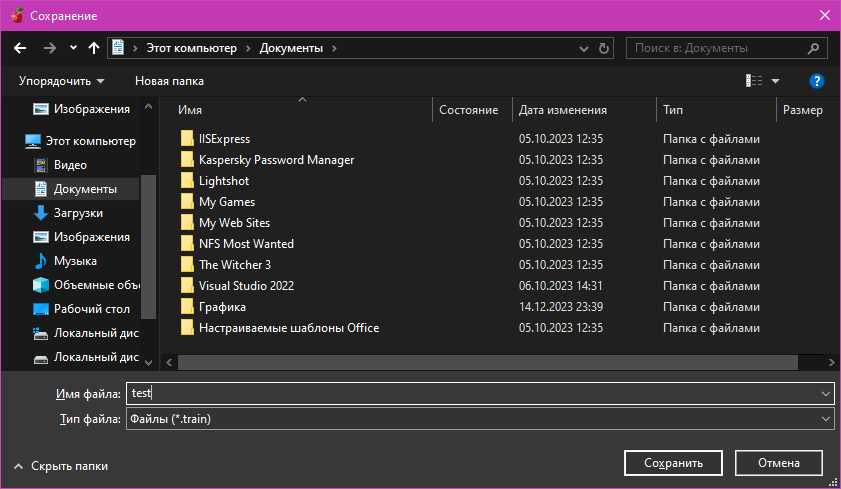 Сохранение
Этот компьютер Документы
Поиск в: Документы
Упорядочить Новая папка
?
Изображения
Этот компьютер
Видео
Документы
Загрузки
Изображения
Музыка
Объемные объ
Рабочий стол
Локальный дис
Локальный дис
Имя Состояние Дата изменения Тип Размер
IISExpress 05.10.2023 12:35 Папка с файлами
Kaspersky Password Manager 05.10.2023 12:35 Папка с файлами
Lightshot 05.10.2023 12:35 Папка с файлами
My Games 05.10.2023 12:35 Папка с файлами
My Web Sites 05.10.2023 12:35 Папка с файлами
NFS Most Wanted 05.10.2023 12:35 Папка с файлами
The Witcher 3 05.10.2023 12:35 Папка с файлами
Visual Studio 2022 06.10.2023 14:31 Папка с файлами
Графика 14.12.2023 23:39 Папка с файлами
Настраиваемые шаблоны Office 05.10.2023 12:35 Папка с файлами
Имя файла: test
Тип файла: Файлы (*.train)
Скрыть папки Сохранить Отмена